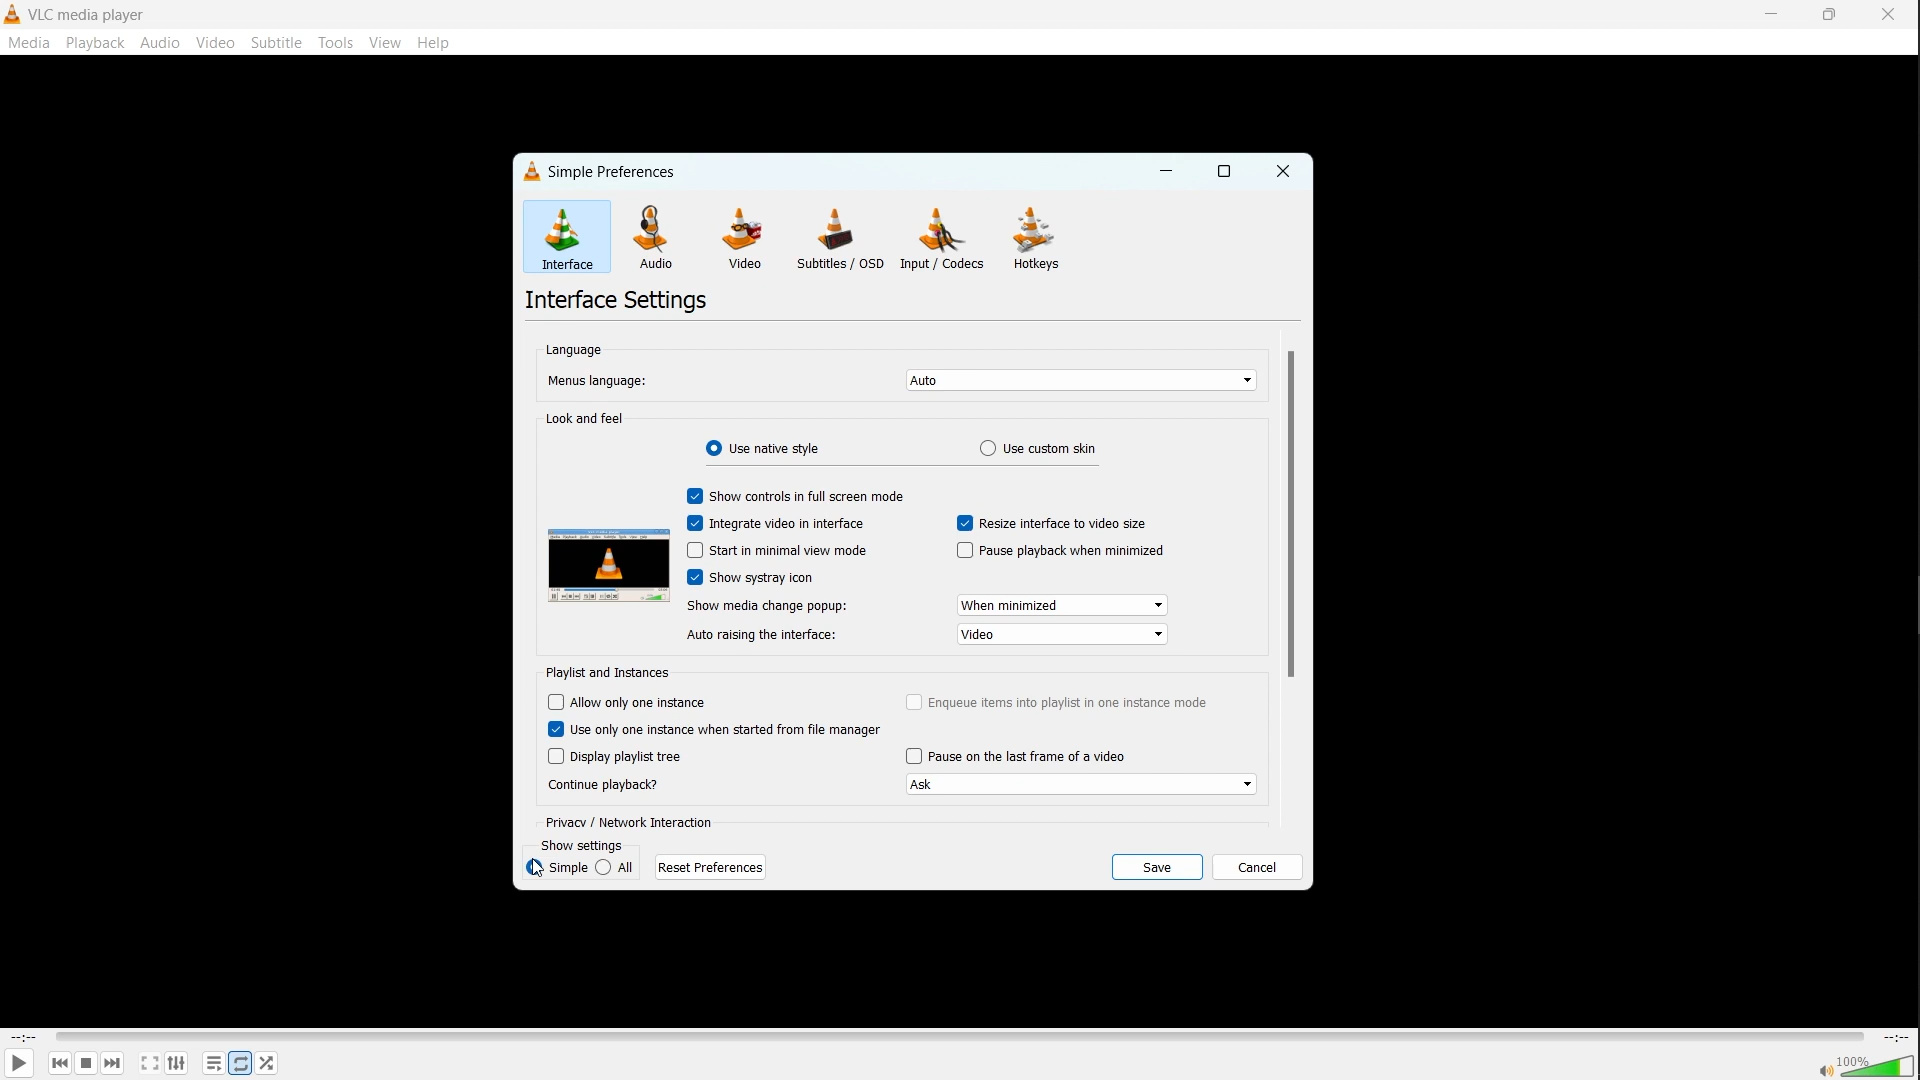 VLC media player
Media Playback Audio Video Subtitle Tools View Help
Simple Preferences
Interface Audio Video Subtitles / OSD Input / Codecs Hotkeys
Interface Settings
Language
Menus language: Auto
Look and feel
Use native style Use custom skin
Show controls in full screen mode
Integrate video in interface Resize interface to video size
Start in minimal view mode Pause playback when minimized
Show systray icon
Show media change popup: When minimized
Auto raising the interface: Video
Playlist and Instances
Allow only one instance Enqueue items into playlist in one instance mode
Use only one instance when started from file manager
Display playlist tree Pause on the last frame of a video
Continue playback? Ask
Privacy / Network Interaction
Show settings
Simple All Reset Preferences Save Cancel
--:-- --:--
100%